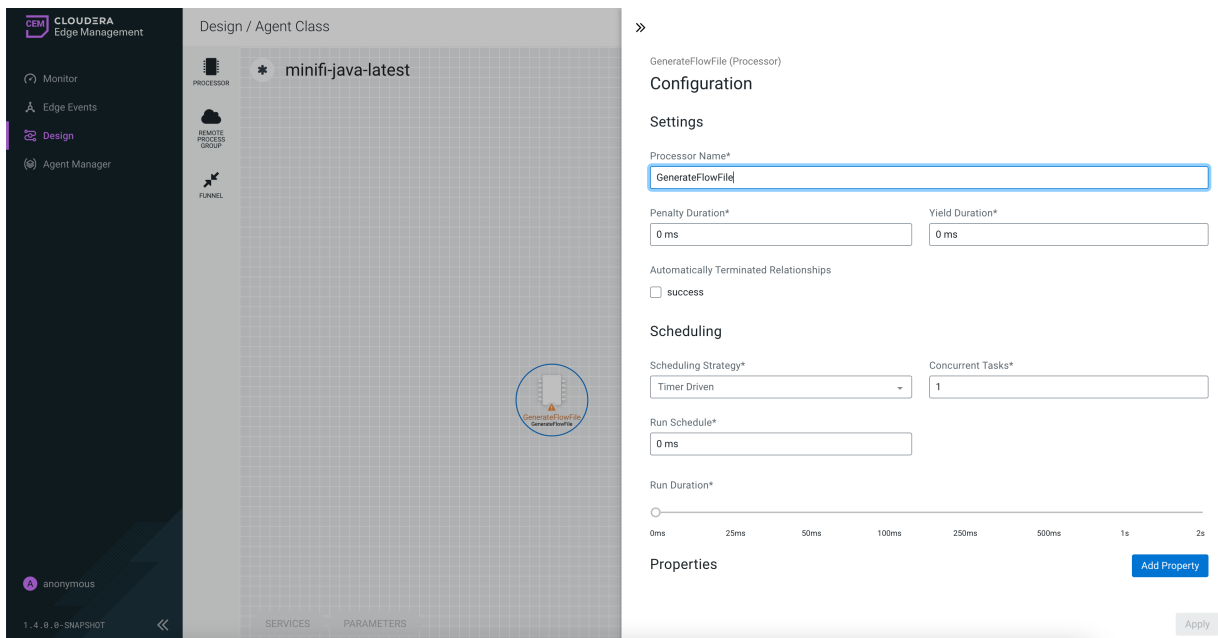 CEM
CLOUDERA
Edge Management
Monitor
Edge Events
Design
Agent Manager
A anonymous
1.4.0.0-SNAPSHOT
Design / Agent Class
PROCESSOR
REMOTE
PROCESS
GROUP
FUNNEL
minifi-java-latest
GenerateFlowFile
GenerateFlowFile
SERVICES PARAMETERS
GenerateFlowFile (Processor)
Configuration
Settings
Processor Name*
GenerateFlowFile
Penalty Duration* Yield Duration*
0 ms 0 ms
Automatically Terminated Relationships
success
Scheduling
Scheduling Strategy* Concurrent Tasks*
Timer Driven 1
Run Schedule*
0 ms
Run Duration*
0ms 25ms 50ms 100ms 250ms 500ms 1s 2s
Properties Add Property
Apply